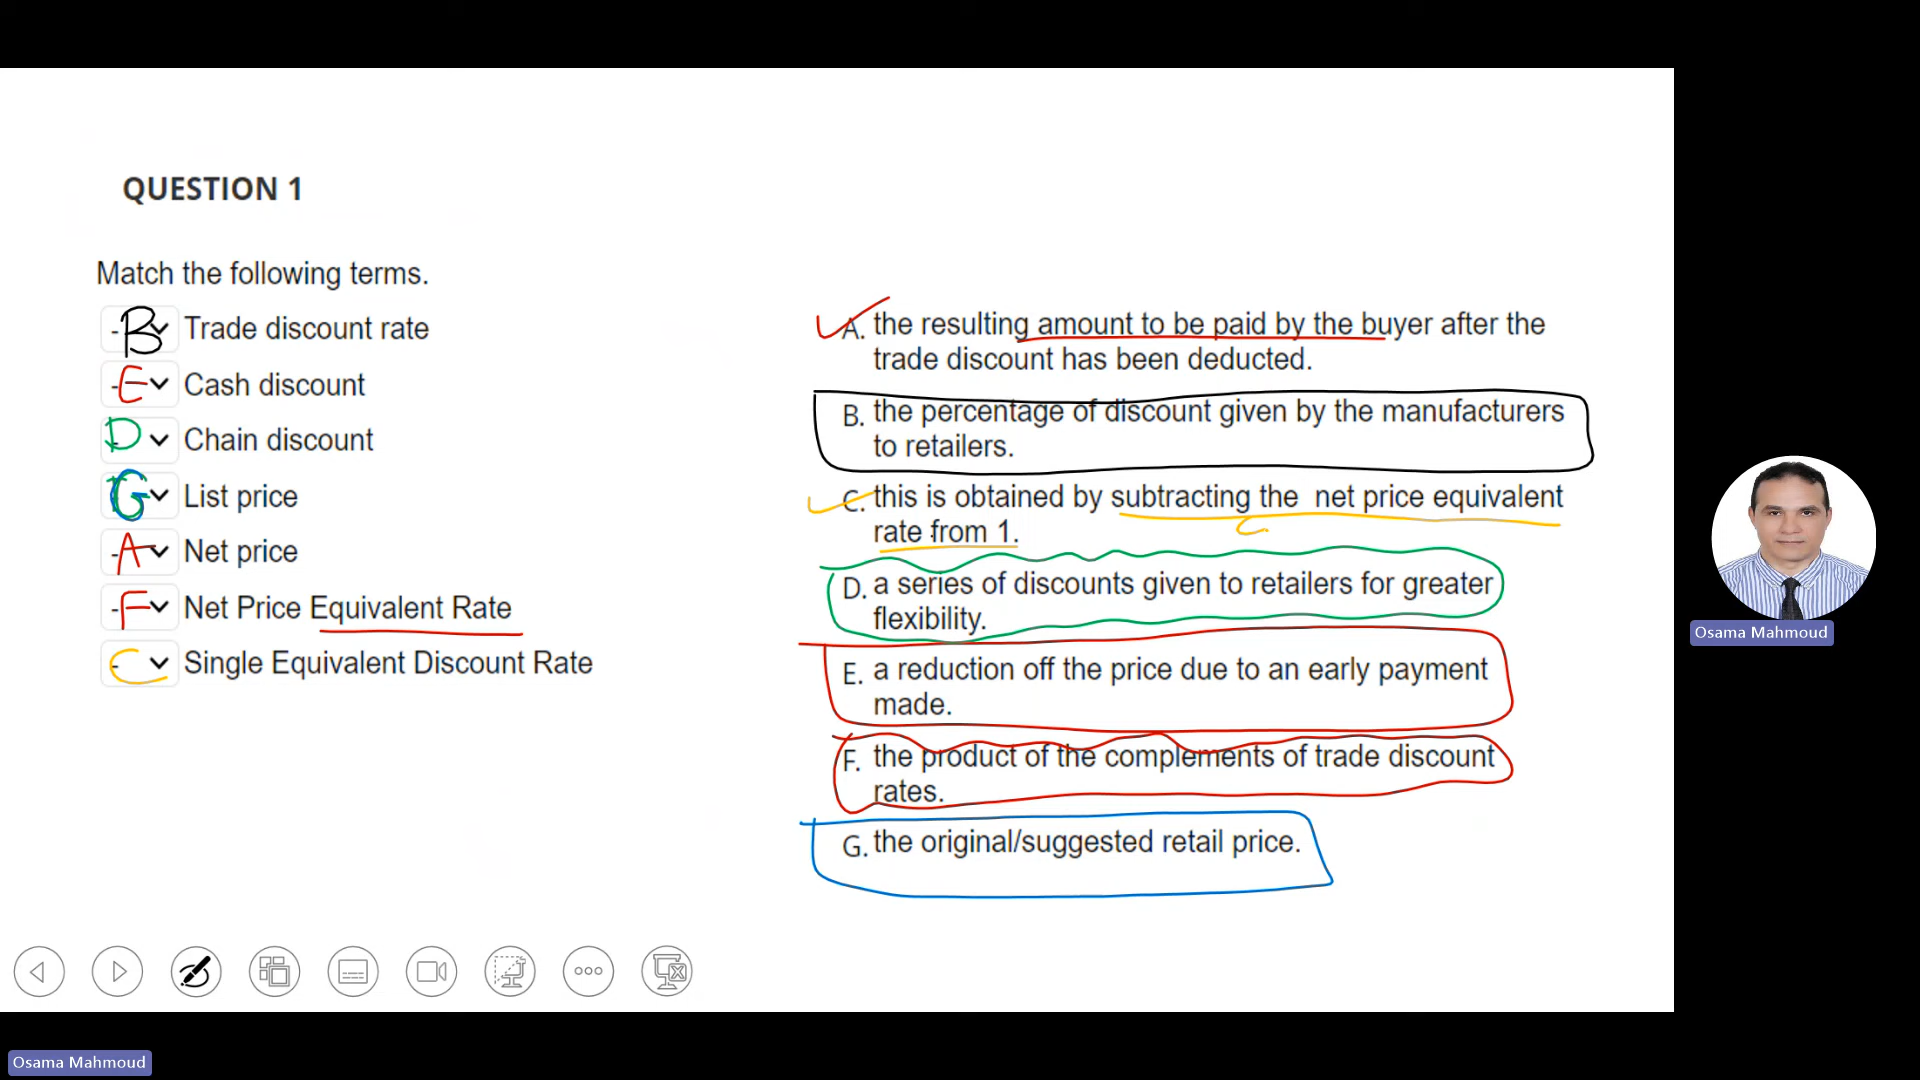 QUESTION 1
Match the following terms.
-B Trade discount rate
-E Cash discount
D Chain discount
G List price
-A Net price
-F Net Price Equivalent Rate
-C Single Equivalent Discount Rate
A. the resulting amount to be paid by the buyer after the
trade discount has been deducted.
B. the percentage of discount given by the manufacturers
to retailers.
C. this is obtained by subtracting the net price equivalent
rate from 1.
D. a series of discounts given to retailers for greater
flexibility.
E. a reduction off the price due to an early payment
made.
F. the product of the complements of trade discount
rates.
G. the original/suggested retail price.
Osama Mahmoud
Osama Mahmoud